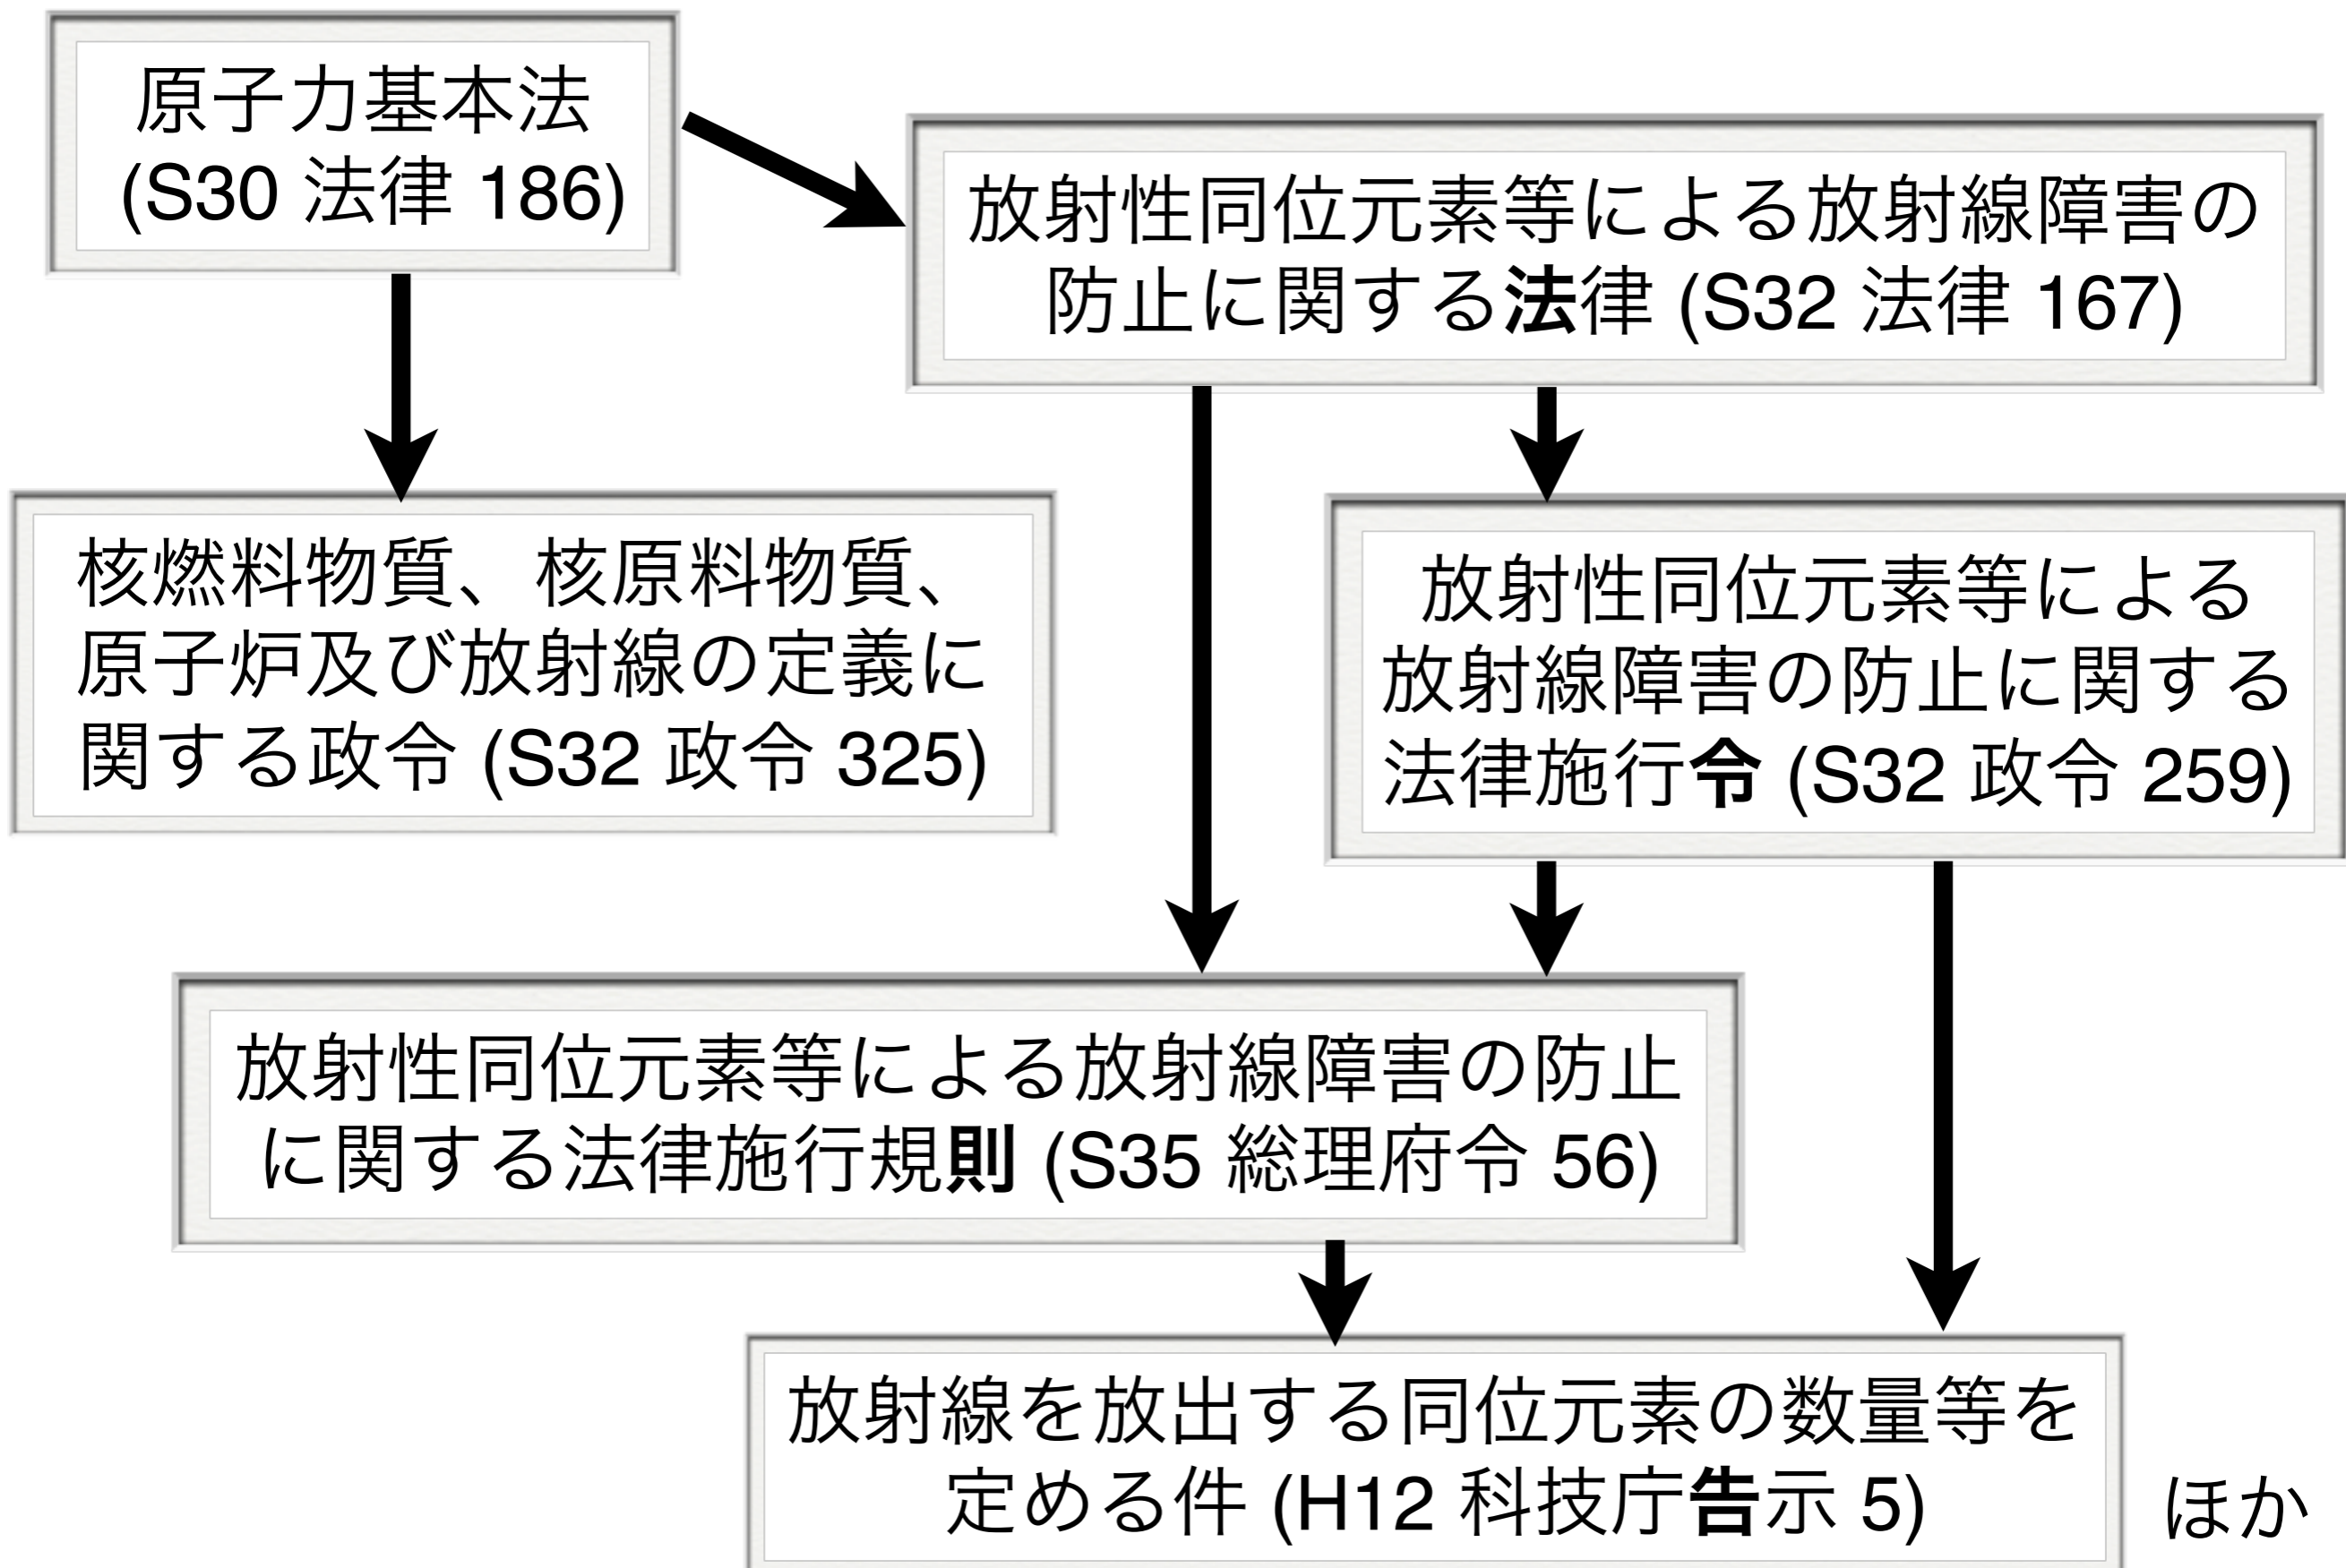 原子力基本法
(S30 法律 186)
放射性同位元素等による放射線障害の
防止に関する法律 (S32 法律 167)
核燃料物質、核原料物質、
原子炉及び放射線の定義に
関する政令 (S32 政令 325)
放射性同位元素等による
放射線障害の防止に関する
法律施行令 (S32 政令 259)
放射性同位元素等による放射線障害の防止
に関する法律施行規則 (S35 総理府令 56)
放射線を放出する同位元素の数量等を
定める件 (H12 科技庁告示 5)
ほか